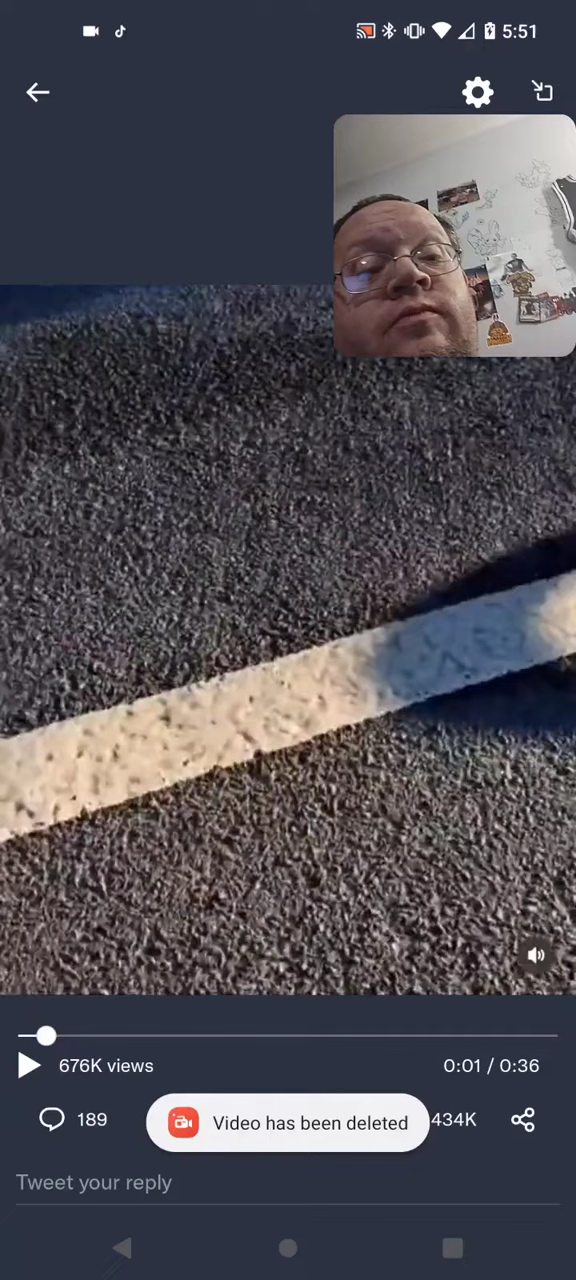 5:51
676K views
0:01 / 0:36
189
Video has been deleted
434K
Tweet your reply